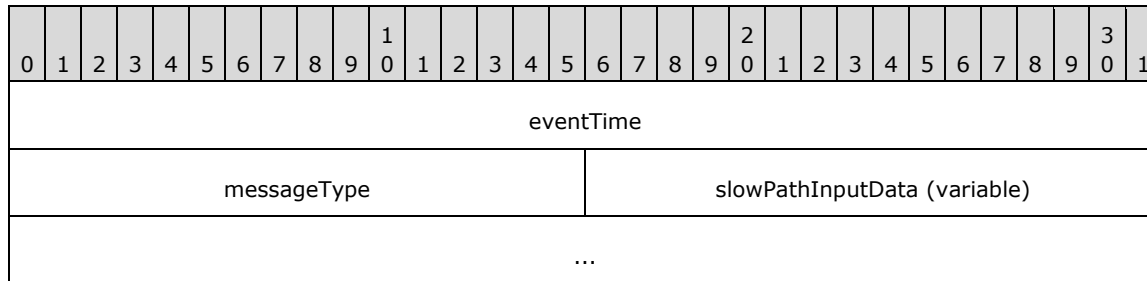 1 2 3
0 1 2 3 4 5 6 7 8 9 0 1 2 3 4 5 6 7 8 9 0 1 2 3 4 5 6 7 8 9 0 1
eventTime
messageType slowPathInputData (variable)
...